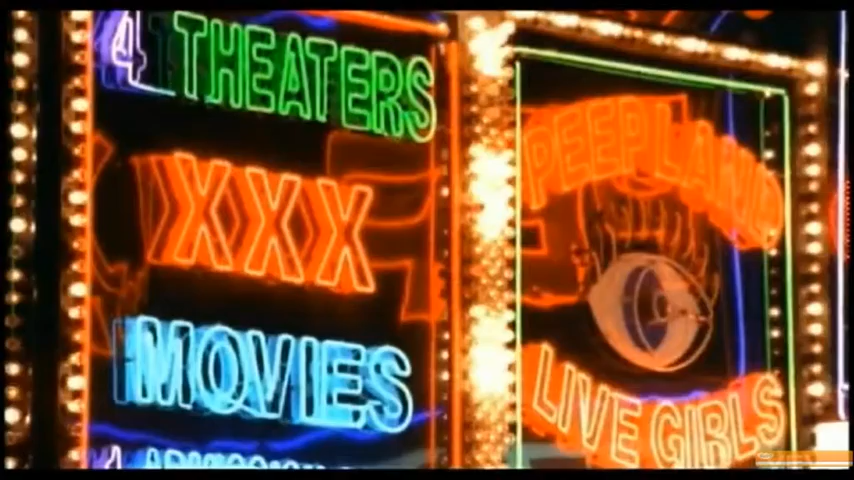 4 THEATERS
XXX
MOVIES
PEEPLAND
LIVE GIRLS